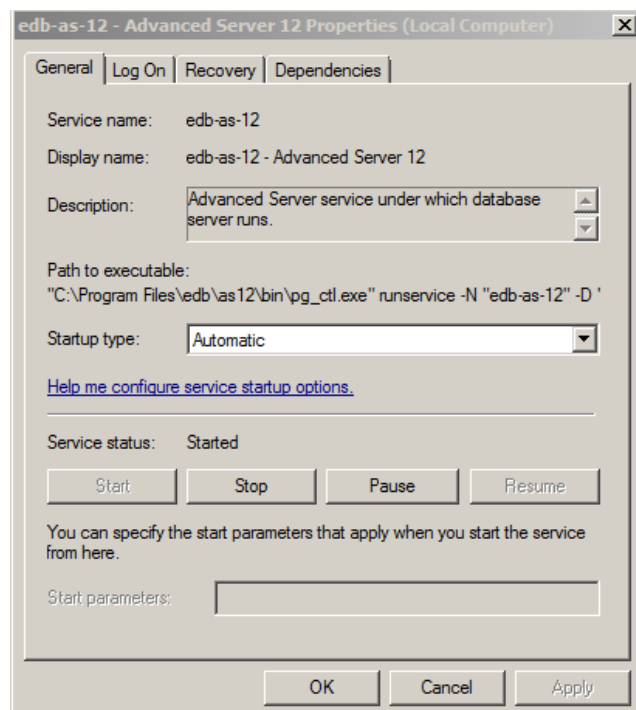 edb-as-12 - Advanced Server 12 Properties (Local Computer)
General Log On Recovery Dependencies
Service name: edb-as-12
Display name: edb-as-12 - Advanced Server 12
Description: Advanced Server service under which database
server runs.
Path to executable:
"C:\Program Files\edb\as12\bin\pg_ctl.exe" runservice -N "edb-as-12" -D '
Startup type: Automatic
Help me configure service startup options.
Service status: Started
Start Stop Pause Resume
You can specify the start parameters that apply when you start the service
from here.
Start parameters:
OK Cancel Apply